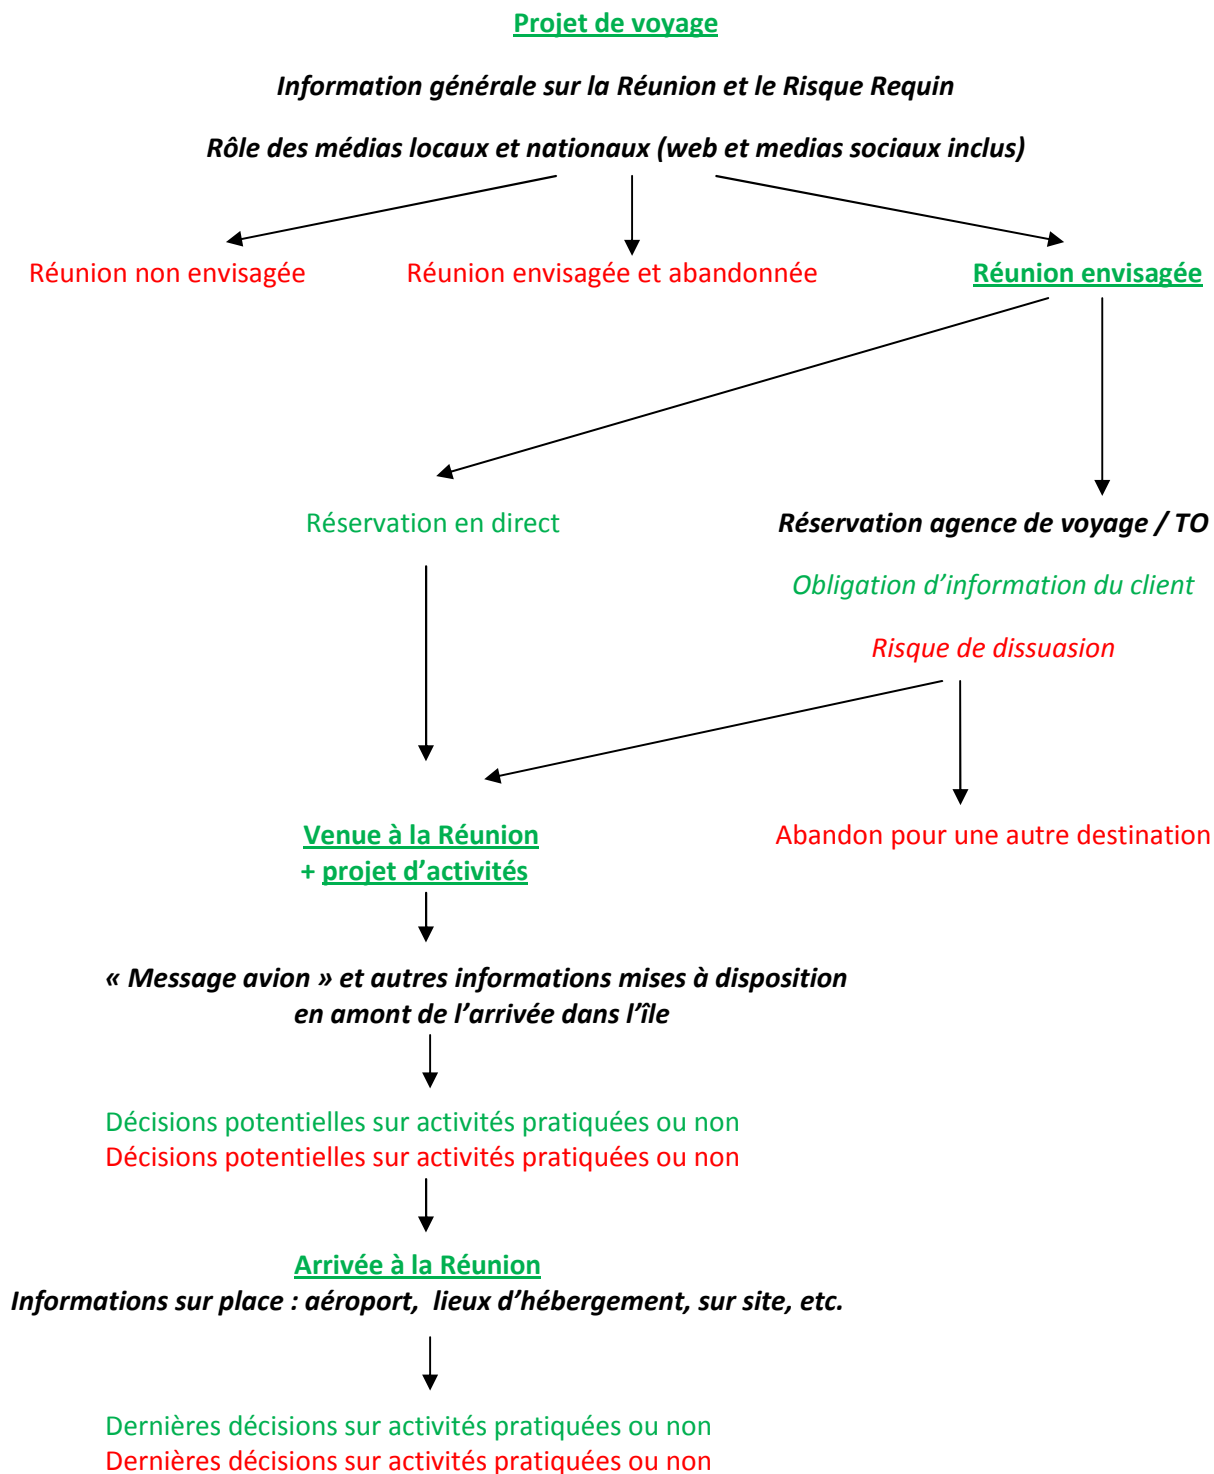 Projet de voyage
Information générale sur la Réunion et le Risque Requin
Rôle des médias locaux et nationaux (web et medias sociaux inclus)
Réunion non envisagée
Réunion envisagée et abandonnée
Réunion envisagée
Réservation en direct
Réservation agence de voyage / TO
Obligation d’information du client
Risque de dissuasion
Venue à la Réunion
+ projet d’activités
Abandon pour une autre destination
« Message avion » et autres informations mises à disposition
en amont de l’arrivée dans l’île
Décisions potentielles sur activités pratiquées ou non
Décisions potentielles sur activités pratiquées ou non
Arrivée à la Réunion
Informations sur place : aéroport, lieux d’hébergement, sur site, etc.
Dernières décisions sur activités pratiquées ou non
Dernières décisions sur activités pratiquées ou non